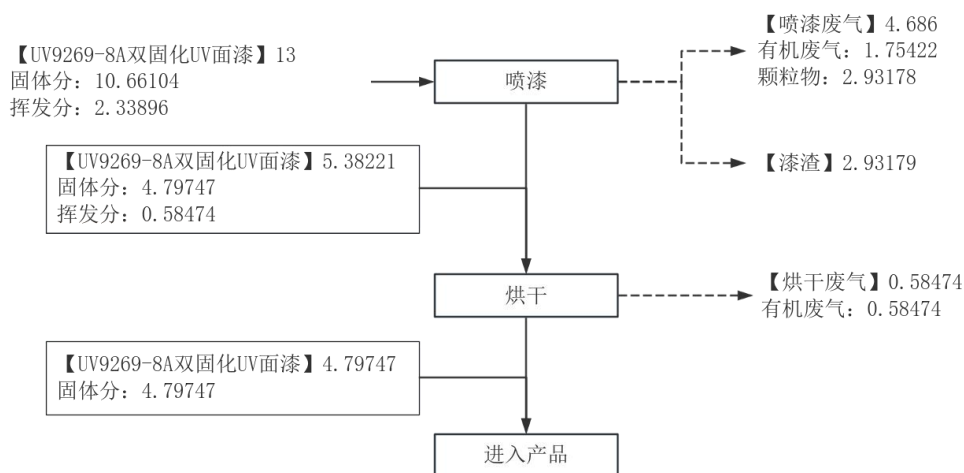 【UV9269-8A双固化UV面漆】13
固体分：10.66104
挥发分：2.33896
喷漆
【喷漆废气】4.686
有机废气：1.75422
颗粒物：2.93178
【漆渣】2.93179
【UV9269-8A双固化UV面漆】5.38221
固体分：4.79747
挥发分：0.58474
烘干
【烘干废气】0.58474
有机废气：0.58474
【UV9269-8A双固化UV面漆】4.79747
固体分：4.79747
进入产品